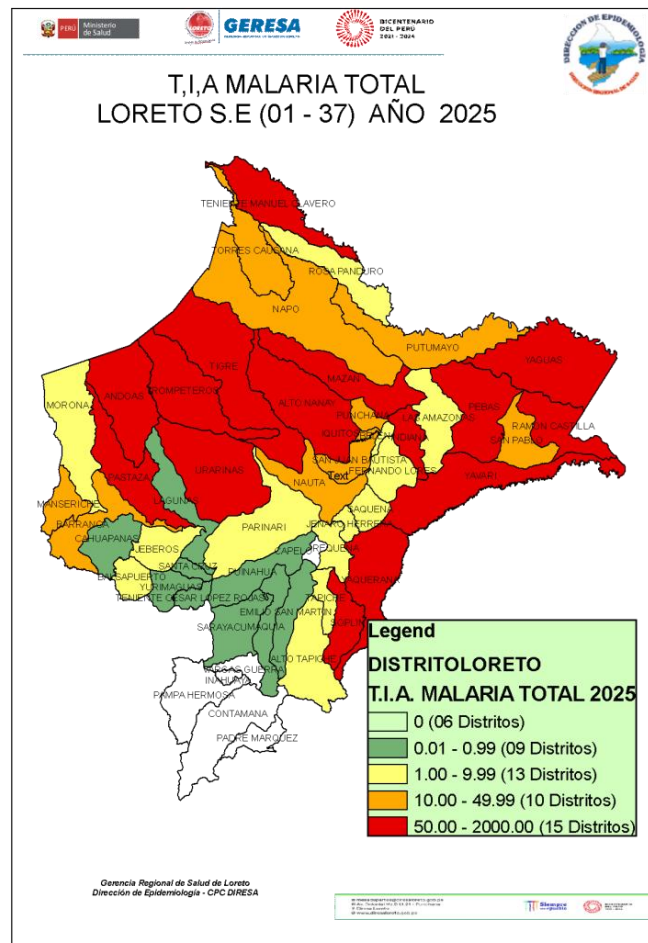 PERÚ
Ministerio
de Salud
LORETO
GERESA
BICENTENARIO
DEL PERÚ
2021 - 2024
DIRECCION DE EPIDEMIOLOGÍA
T,I,A MALARIA TOTAL
LORETO S.E (01 - 37)  AÑO  2025
TENIENTE MANUEL CLAVERO
TORRES CAUSANA
ROSA PANDURO
NAPO
PUTUMAYO
YAGUAS
TIGRE
MAZAN
MORONA
ANDOAS
TROMPETEROS
ALTO NANAY
PUNCHANA
LAS AMAZONAS
PEBAS
RAMON CASTILLA
IQUITOS
INDIANA
SAN PABLO
SAN JUAN BAUTISTA
FERNANDO LORES
PASTAZA
URARINAS
YAVARI
LAGUNAS
Text
NAUTA
MANSERICHE
SAQUENA
BARRANCA
PARINARI
JENARO HERRERA
CAHUAPANAS
JEBEROS
CAPELO
REQUENA
SANTA CRUZ
PUINAHUA
BALSAPUERTO
YURIMAGUAS
YAQUERANA
TENIENTE CESAR LOPEZ ROJAS
TAPICHE
EMILIO SAN MARTIN
SOPLIN
SARAYACU
MAQUIA
ALTO TAPICHE
VARGAS GUERRA
INAHUAYA
PAMPA HERMOSA
CONTAMANA
PADRE MARQUEZ
Legend
DISTRITOLORETO
T.I.A. MALARIA TOTAL 2025
0 (06 Distritos)
0.01 - 0.99 (09 Distritos)
1.00 - 9.99 (13 Distritos)
10.00 - 49.99 (10 Distritos)
50.00 - 2000.00 (15 Distritos)
Gerencia Regional de Salud de Loreto
Dirección de Epidemiología - CPC DIRESA